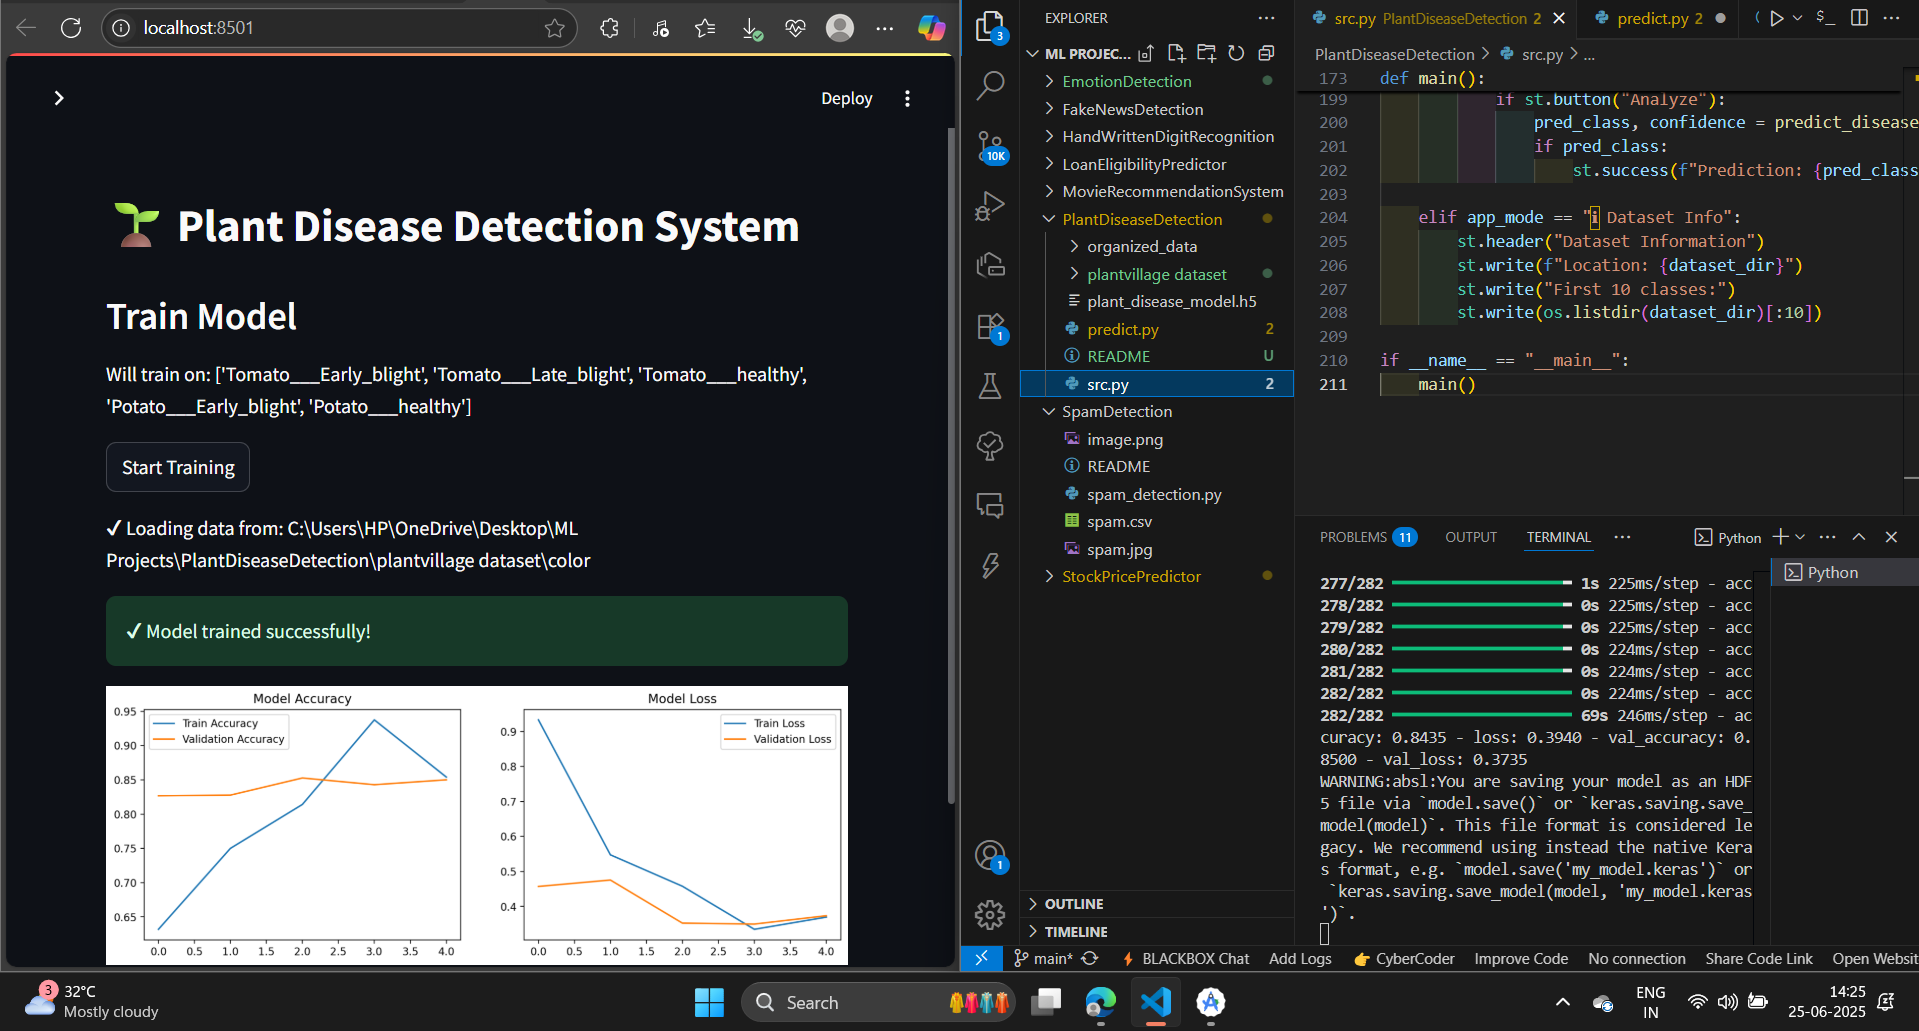 localhost:8501
Deploy
Plant Disease Detection System
Train Model
Will train on: ['Tomato___Early_blight', 'Tomato___Late_blight', 'Tomato___healthy',
'Potato___Early_blight', 'Potato___healthy']
Start Training
✔ Loading data from: C:\Users\HP\OneDrive\Desktop\ML
Projects\PlantDiseaseDetection\plantvillage dataset\color
✔ Model trained successfully!
Model Accuracy
Train Accuracy
Validation Accuracy
0.95
0.90
0.85
0.80
0.75
0.70
0.65
0.0 0.5 1.0 1.5 2.0 2.5 3.0 3.5 4.0
Model Loss
Train Loss
Validation Loss
0.9
0.8
0.7
0.6
0.5
0.4
0.0 0.5 1.0 1.5 2.0 2.5 3.0 3.5 4.0
3
10K
1
1
EXPLORER
ML PROJEC...
EmotionDetection
FakeNewsDetection
HandWrittenDigitRecognition
LoanEligibilityPredictor
MovieRecommendationSystem
PlantDiseaseDetection
organized_data
plantvillage dataset
plant_disease_model.h5
predict.py 2
README U
src.py 2
SpamDetection
image.png
README
spam_detection.py
spam.csv
spam.jpg
StockPricePredictor
OUTLINE
TIMELINE
src.py PlantDiseaseDetection 2
predict.py 2
PlantDiseaseDetection > src.py > ...
173 def main():
199 if st.button("Analyze"):
200 pred_class, confidence = predict_disease
201 if pred_class:
202 st.success(f"Prediction: {pred_class
203
204 elif app_mode == "ℹ Dataset Info":
205 st.header("Dataset Information")
206 st.write(f"Location: {dataset_dir}")
207 st.write("First 10 classes:")
208 st.write(os.listdir(dataset_dir)[:10])
209
210 if __name__ == "__main__":
211 main()
PROBLEMS 11 OUTPUT TERMINAL Python
Python
277/282 1s 225ms/step - acc
278/282 0s 225ms/step - acc
279/282 0s 225ms/step - acc
280/282 0s 224ms/step - acc
281/282 0s 224ms/step - acc
282/282 0s 224ms/step - acc
282/282 69s 246ms/step - ac
curacy: 0.8435 - loss: 0.3940 - val_accuracy: 0.
8500 - val_loss: 0.3735
WARNING:absl:You are saving your model as an HDF
5 file via `model.save()` or `keras.saving.save_
model(model)`. This file format is considered le
gacy. We recommend using instead the native Kera
s format, e.g. `model.save('my_model.keras')` or
`keras.saving.save_model(model, 'my_model.keras
')`.
main* BLACKBOX Chat Add Logs CyberCoder Improve Code No connection Share Code Link Open Websit
3
32°C
Mostly cloudy
Search
ENG
IN
14:25
25-06-2025